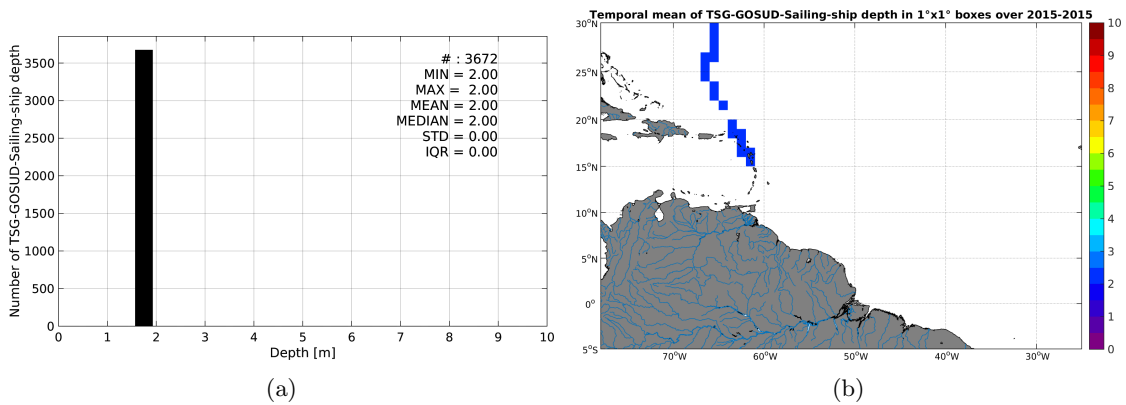 Number of TSG-GOSUD-Sailing-ship depth
3500
3000
2500
2000
1500
1000
500
0
# : 3672
MIN = 2.00
MAX = 2.00
MEAN = 2.00
MEDIAN = 2.00
STD = 0.00
IQR = 0.00
0 1 2 3 4 5 6 7 8 9 10
Depth [m]
(a)
Temporal mean of TSG-GOSUD-Sailing-ship depth in 1°x1° boxes over 2015-2015
30°N
25°N
20°N
15°N
10°N
5°N
0°
5°S
70°W 60°W 50°W 40°W 30°W
10
9
8
7
6
5
4
3
2
1
0
(b)